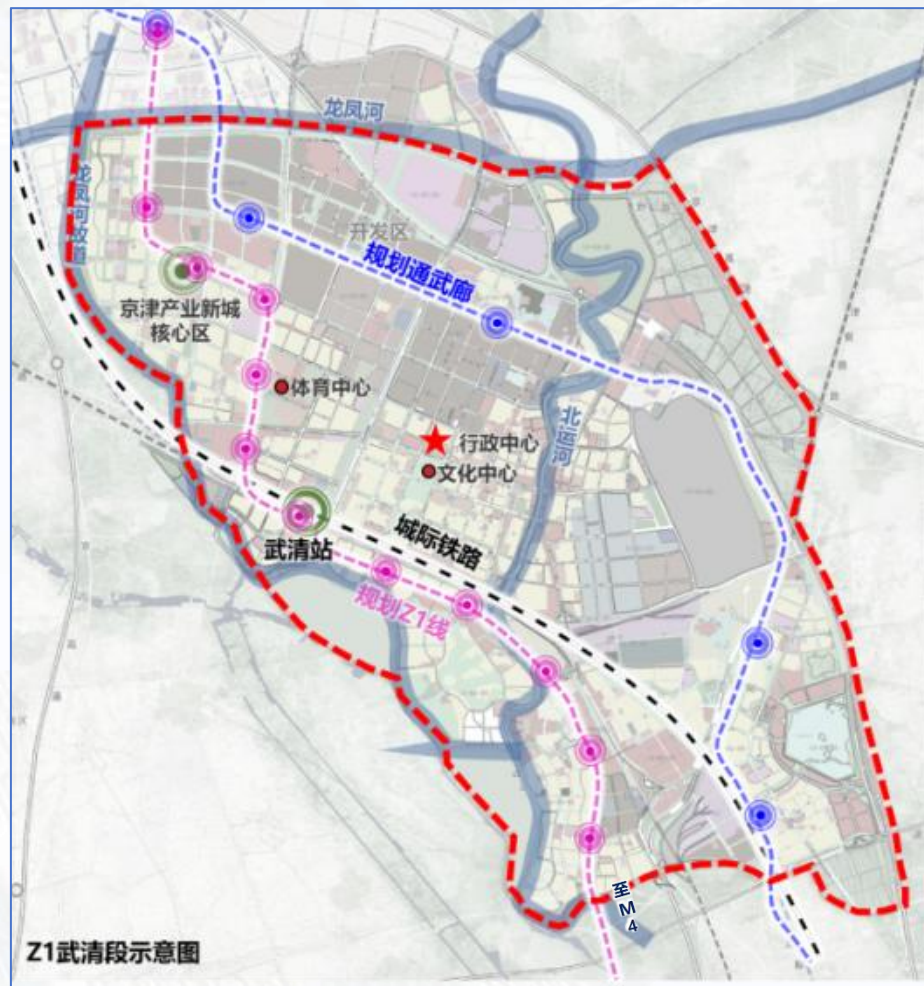 龙凤河
龙凤河故道
开发区
规划通武廊
京津产业新城
核心区
体育中心
行政中心
文化中心
北运河
城际铁路
武清站
规划Z1线
至M4
Z1武清段示意图